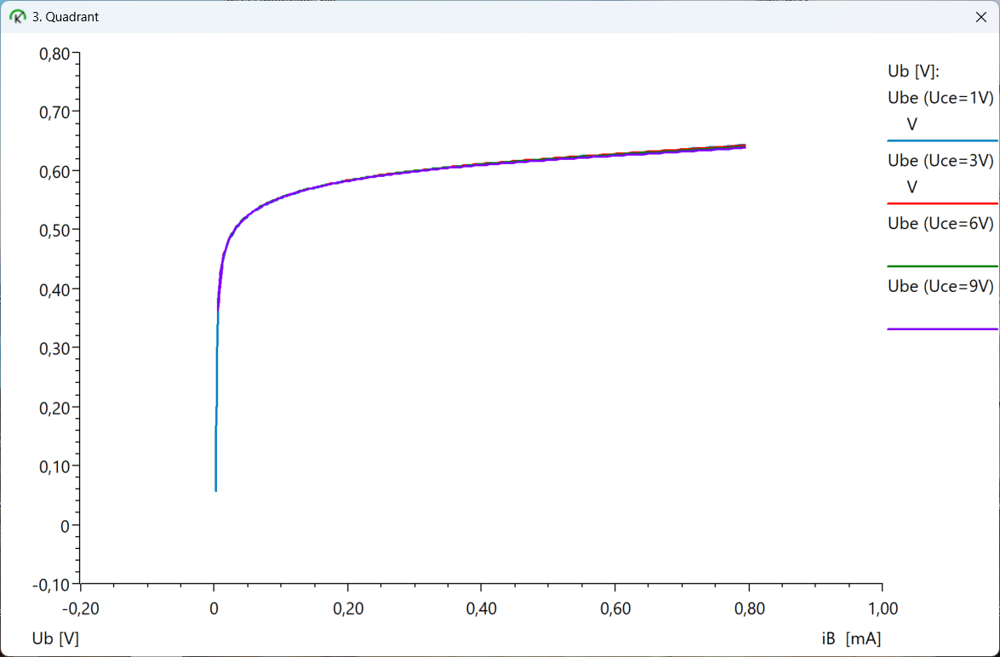 3. Quadrant
0,80
0,70
0,60
0,50
0,40
0,30
0,20
0,10
0
-0,10
-0,20 0 0,20 0,40 0,60 0,80 1,00
Ub [V] iB [mA]
Ub [V]:
Ube (Uce=1V)
V
Ube (Uce=3V)
V
Ube (Uce=6V)
Ube (Uce=9V)